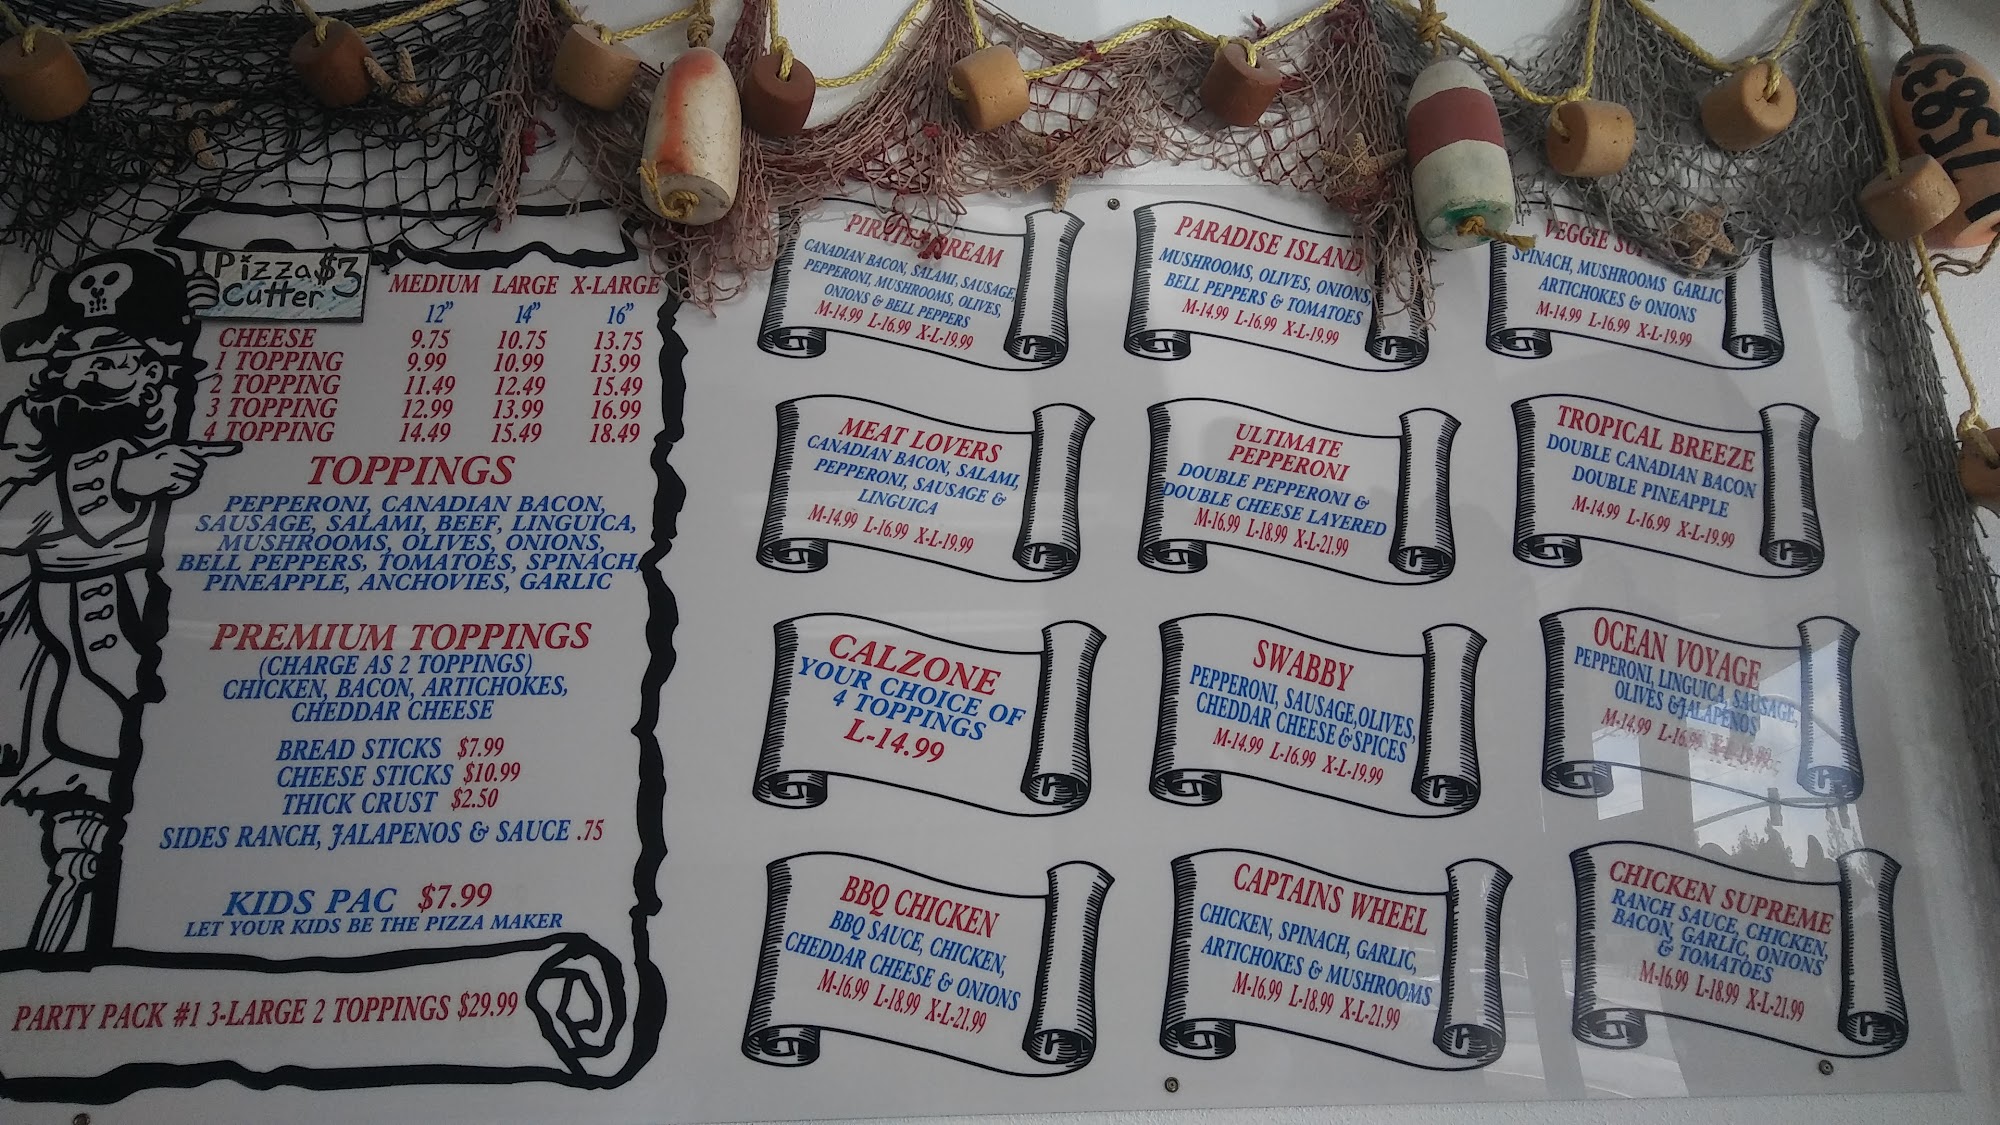 Pizza $3
Cutter
MEDIUM LARGE X-LARGE
12" 14" 16"
CHEESE 9.75 10.75 13.75
1 TOPPING 9.99 10.99 13.99
2 TOPPING 11.49 12.49 15.49
3 TOPPING 12.99 13.99 16.99
4 TOPPING 14.49 15.49 18.49
TOPPINGS
PEPPERONI, CANADIAN BACON,
SAUSAGE, SALAMI, BEEF, LINGUICA,
MUSHROOMS, OLIVES, ONIONS,
BELL PEPPERS, TOMATOES, SPINACH,
PINEAPPLE, ANCHOVIES, GARLIC
PREMIUM TOPPINGS
(CHARGE AS 2 TOPPINGS)
CHICKEN, BACON, ARTICHOKES,
CHEDDAR CHEESE
BREAD STICKS $7.99
CHEESE STICKS $10.99
THICK CRUST $2.50
SIDES RANCH, JALAPENOS & SAUCE .75
KIDS PAC $7.99
LET YOUR KIDS BE THE PIZZA MAKER
PARTY PACK #1 3-LARGE 2 TOPPINGS $29.99
DREAM
CANADIAN BACON, SALAMI, SAUSAGE,
PEPPERONI, MUSHROOMS, OLIVES,
ONIONS & BELL PEPPERS
M-14.99 L-16.99 X-L-19.99
PARADISE ISLAND
MUSHROOMS, OLIVES, ONIONS,
BELL PEPPERS & TOMATOES
M-14.99 L-16.99 X-L-19.99
VEGGIE
SPINACH, MUSHROOMS GARLIC
ARTICHOKES & ONIONS
M-14.99 L-16.99 X-L-19.99
MEAT LOVERS
CANADIAN BACON, SALAMI,
PEPPERONI, SAUSAGE &
LINGUICA
M-14.99 L-16.99 X-L-19.99
ULTIMATE
PEPPERONI
DOUBLE PEPPERONI &
DOUBLE CHEESE LAYERED
M-16.99 L-18.99 X-L-21.99
TROPICAL BREEZE
DOUBLE CANADIAN BACON
DOUBLE PINEAPPLE
M-14.99 L-16.99 X-L-19.99
CALZONE
YOUR CHOICE OF
4 TOPPINGS
L-14.99
SWABBY
PEPPERONI, SAUSAGE,OLIVES,
CHEDDAR CHEESE &SPICES
M-14.99 L-16.99 X-L-19.99
OCEAN VOYAGE
PEPPERONI, LINGUICA, SAUSAGE,
OLIVES &JALAPENOS
M-14.99 L-16.99 X-L-19.99
BBQ CHICKEN
BBQ SAUCE, CHICKEN,
CHEDDAR CHEESE & ONIONS
M-16.99 L-18.99 X-L-21.99
CAPTAINS WHEEL
CHICKEN, SPINACH, GARLIC,
ARTICHOKES & MUSHROOMS
M-16.99 L-18.99 X-L-21.99
CHICKEN SUPREME
RANCH SAUCE, CHICKEN,
BACON, GARLIC, ONIONS
& TOMATOES
M-16.99 L-18.99 X-L-21.99